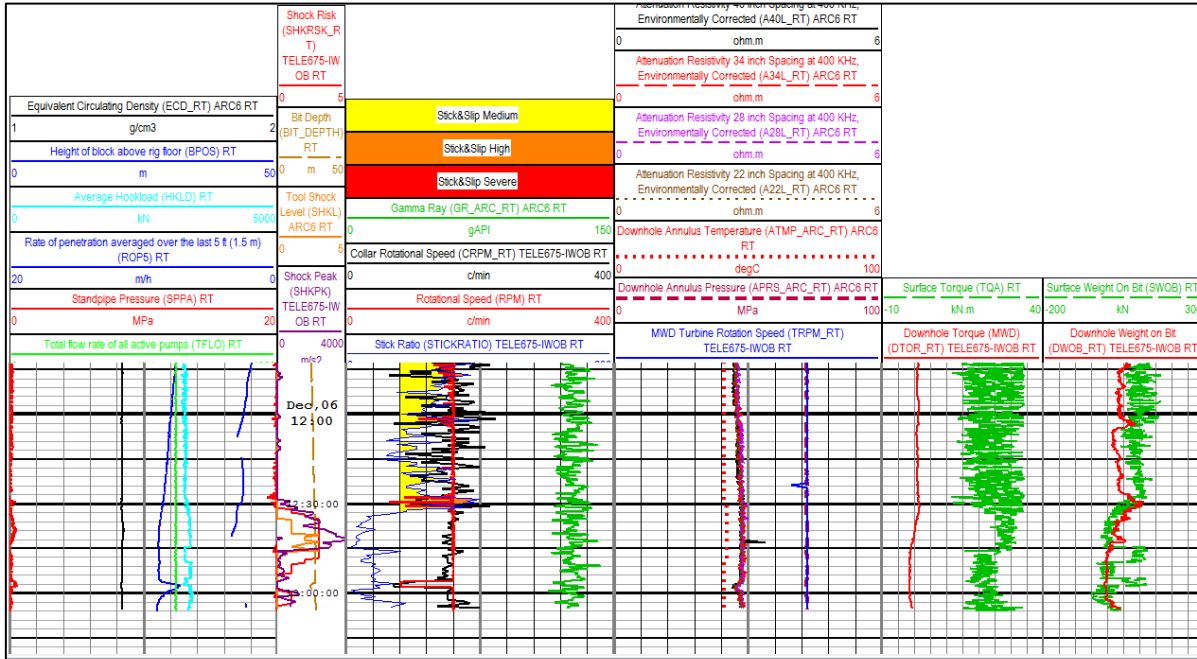 Equivalent Circulating Density (ECD_RT) ARC6 RT
1 g/cm3 2
Height of block above rig floor (BPOS) RT
0 m 50
Average Hookload (HKLD) RT
0 kN 5000
Rate of penetration averaged over the last 5 ft (1.5 m)
(ROP5) RT
20 m/h 0
Standpipe Pressure (SPPA) RT
0 MPa 20
Total flow rate of all active pumps (TFLO) RT
Shock Risk
(SHKRSK_R
T)
TELE675-IW
OB RT
0 5
Bit Depth
(BIT_DEPTH)
RT
0 m 50
Tool Shock
Level (SHKL)
ARC6 RT
0 5
Shock Peak
(SHKPK)
TELE675-IW
OB RT
0 4000
m/s2
Stick&Slip Medium
Stick&Slip High
Stick&Slip Severe
Gamma Ray (GR_ARC_RT) ARC6 RT
0 gAPI 150
Collar Rotational Speed (CRPM_RT) TELE675-IWOB RT
0 c/min 400
Rotational Speed (RPM) RT
0 c/min 400
Stick Ratio (STICKRATIO) TELE675-IWOB RT
Attenuation Resistivity 40 inch Spacing at 400 KHz,
Environmentally Corrected (A40L_RT) ARC6 RT
0 ohm.m 6
Attenuation Resistivity 34 inch Spacing at 400 KHz,
Environmentally Corrected (A34L_RT) ARC6 RT
0 ohm.m 6
Attenuation Resistivity 28 inch Spacing at 400 KHz,
Environmentally Corrected (A28L_RT) ARC6 RT
0 ohm.m 6
Attenuation Resistivity 22 inch Spacing at 400 KHz,
Environmentally Corrected (A22L_RT) ARC6 RT
0 ohm.m 6
Downhole Annulus Temperature (ATMP_ARC_RT) ARC6
RT
0 degC 100
Downhole Annulus Pressure (APRS_ARC_RT) ARC6 RT
0 MPa 100
MWD Turbine Rotation Speed (TRPM_RT)
TELE675-IWOB RT
Surface Torque (TQA) RT
-10 kN.m 40
Downhole Torque (MWD)
(DTOR_RT) TELE675-IWOB RT
Surface Weight On Bit (SWOB) RT
-200 kN 300
Downhole Weight on Bit
(DWOB_RT) TELE675-IWOB RT
Dec,06
12:00
2:30:00
:00:00